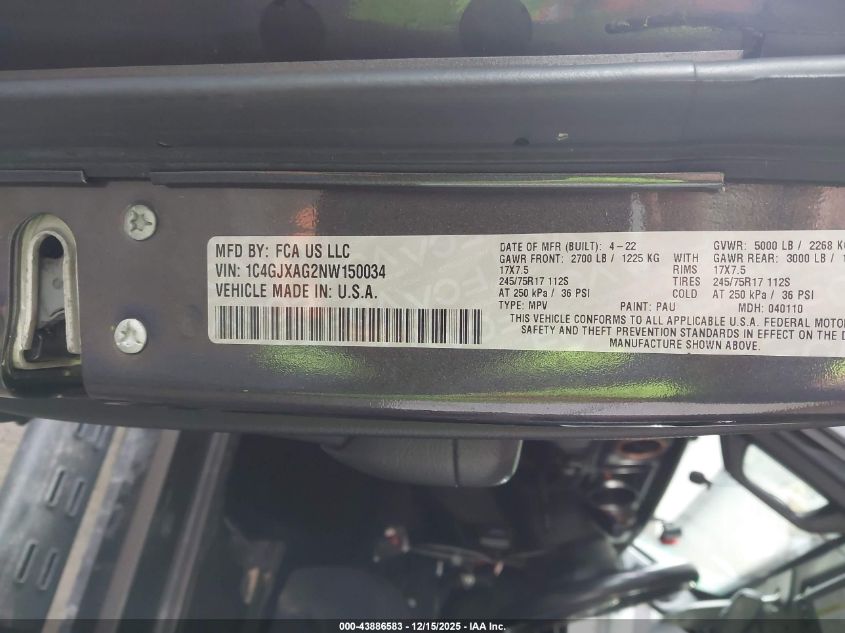 MFD BY: FCA US LLC
VIN: 1C4GJXAG2NW150034
VEHICLE MADE IN: U.S.A.
DATE OF MFR (BUILT): 4-22
GVWR: 5000 LB / 2268 KG
GAWR FRONT: 2700 LB / 1225 KG
GAWR REAR: 3000 LB /
17X7.5 RIMS 17X7.5
245/75R17 112S TIRES 245/75R17 112S
AT 250 kPa / 36 PSI COLD AT 250 kPa / 36 PSI
TYPE: MPV PAINT: PAU MDH: 040110
THIS VEHICLE CONFORMS TO ALL APPLICABLE U.S.A. FEDERAL MOTOR
SAFETY AND THEFT PREVENTION STANDARDS IN EFFECT ON THE
MANUFACTURE SHOWN ABOVE.
000-43886583 - 12/15/2025 - IAA Inc.